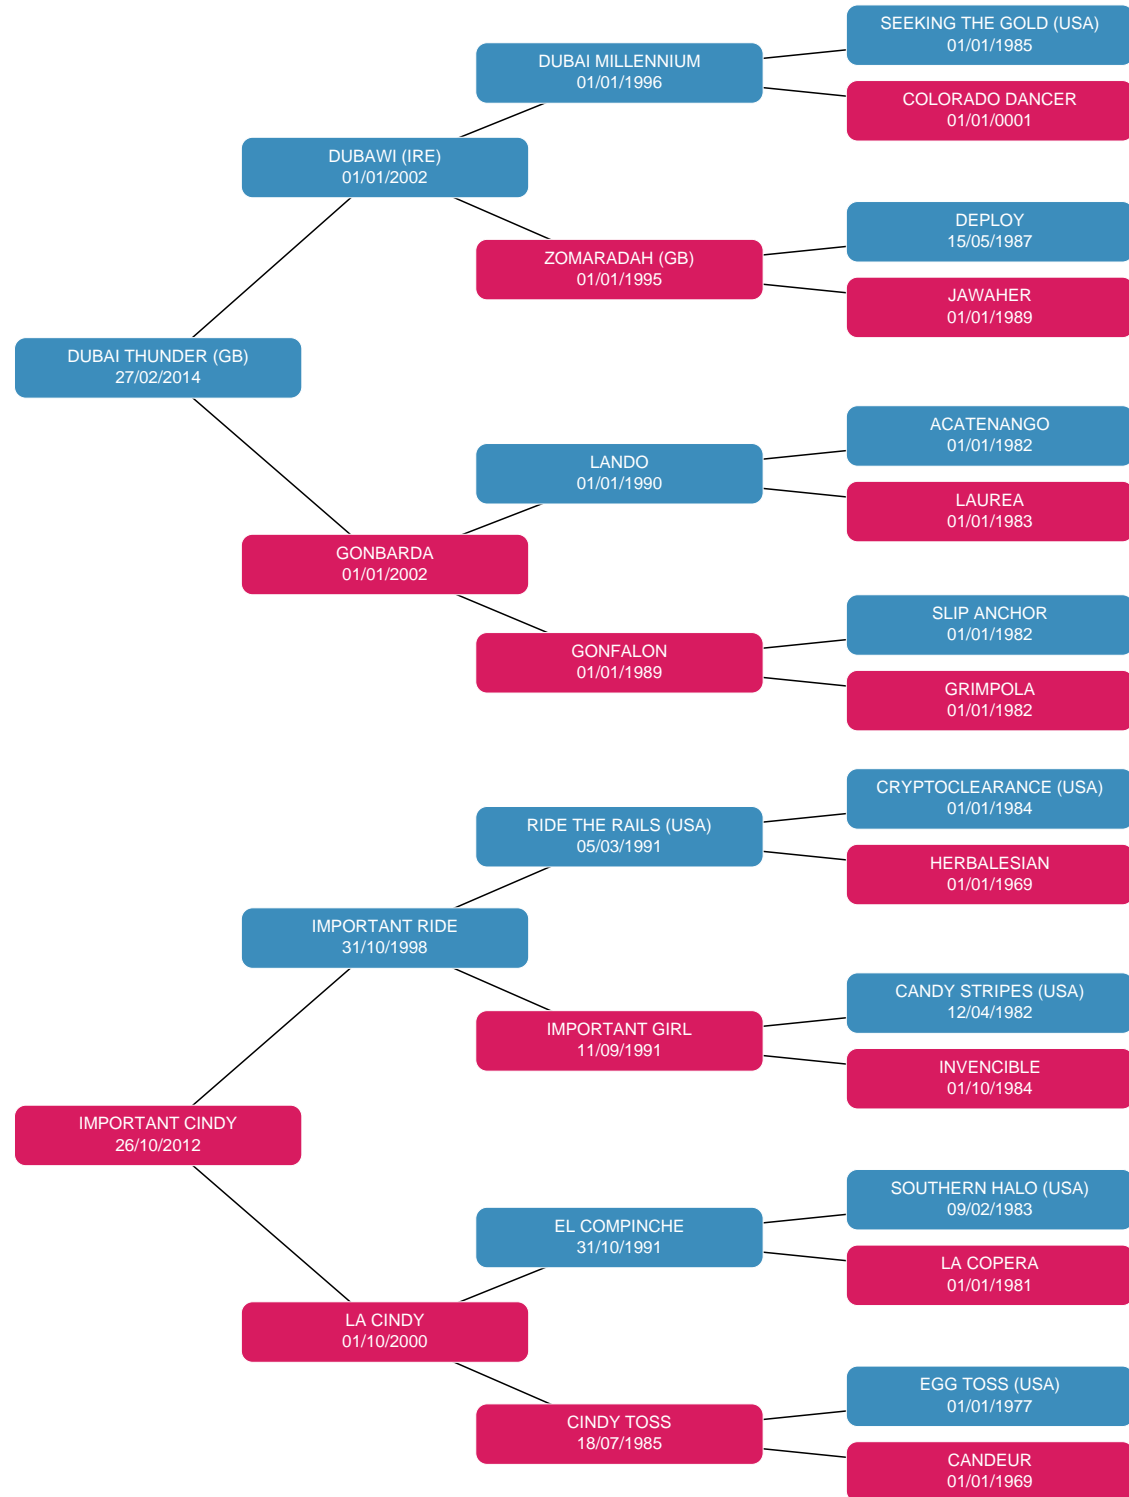 SEEKING THE GOLD (USA)
01/01/1985
DUBAI MILLENNIUM
01/01/1996
COLORADO DANCER
01/01/0001
DUBAWI (IRE)
01/01/2002
DEPLOY
15/05/1987
ZOMARADAH (GB)
01/01/1995
JAWAHER
01/01/1989
DUBAI THUNDER (GB)
27/02/2014
ACATENANGO
01/01/1982
LANDO
01/01/1990
LAUREA
01/01/1983
GONBARDA
01/01/2002
SLIP ANCHOR
01/01/1982
GONFALON
01/01/1989
GRIMPOLA
01/01/1982
CRYPTOCLEARANCE (USA)
01/01/1984
RIDE THE RAILS (USA)
05/03/1991
HERBALESIAN
01/01/1969
IMPORTANT RIDE
31/10/1998
CANDY STRIPES (USA)
12/04/1982
IMPORTANT GIRL
11/09/1991
INVENCIBLE
01/10/1984
IMPORTANT CINDY
26/10/2012
SOUTHERN HALO (USA)
09/02/1983
EL COMPINCHE
31/10/1991
LA COPERA
01/01/1981
LA CINDY
01/10/2000
EGG TOSS (USA)
01/01/1977
CINDY TOSS
18/07/1985
CANDEUR
01/01/1969